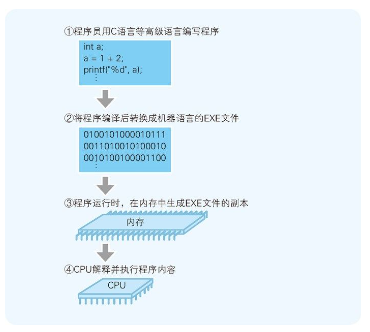 ①程序员用C语言等高级语言编写程序
int a;
a = 1 + 2;
printf("%d", a);
⋮
②将程序编译后转换成机器语言的EXE文件
0100101000010111
0011010010100010
0010100100001100
⋮
③程序运行时，在内存中生成EXE文件的副本
内存
④CPU解释并执行程序内容
CPU